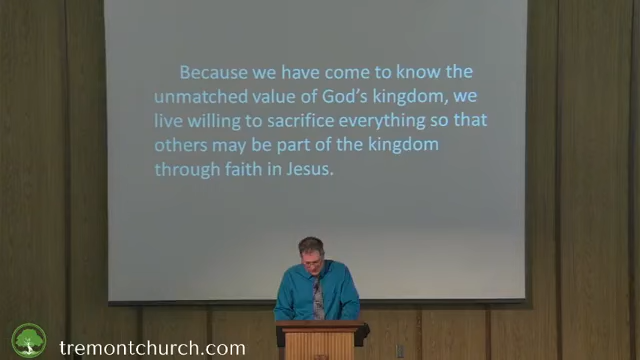 Because we have come to know the
unmatched value of God's kingdom, we
live willing to sacrifice everything so that
others may be part of the kingdom
through faith in Jesus.
tremontchurch.com